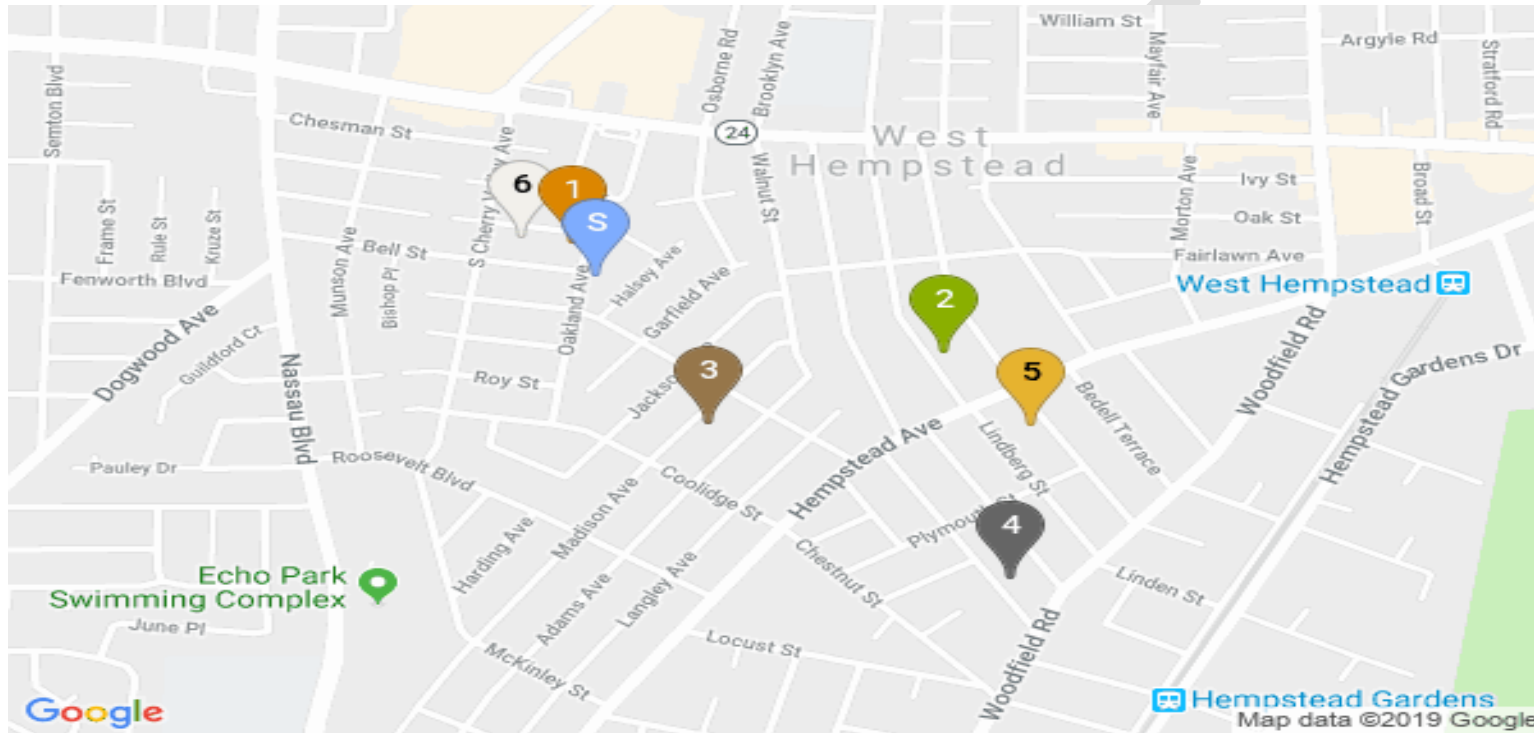 William St
Argyle Rd
Mayfair Ave
Stratford Rd
Semton Blvd
Osborne Rd
Brooklyn Ave
Chesman St
24
West
Hempstead
Walnut St
Morton Ave
Broad St
Ivy St
Oak St
Fairlawn Ave
6
1
S
Frame St
Rule St
Kruze St
Munson Ave
Bell St
Bishop Pl
Oakland Ave
Halsey Ave
Garfield Ave
Fenworth Blvd
West Hempstead
2
Dogwood Ave
Guildford Ct
Nassau Blvd
Roy St
3
5
Bedell Terrace
Woodfield Rd
Hempstead Gardens Dr
Pauley Dr
Roosevelt Blvd
Coolidge St
Hempstead Ave
Lindberg St
Harding Ave
Madison Ave
4
Echo Park
Swimming Complex
June Pl
Adams Ave
Langley Ave
Chestnut St
Linden St
McKinley St
Locust St
Woodfield Rd
Hempstead Gardens
Google
Map data ©2019 Google